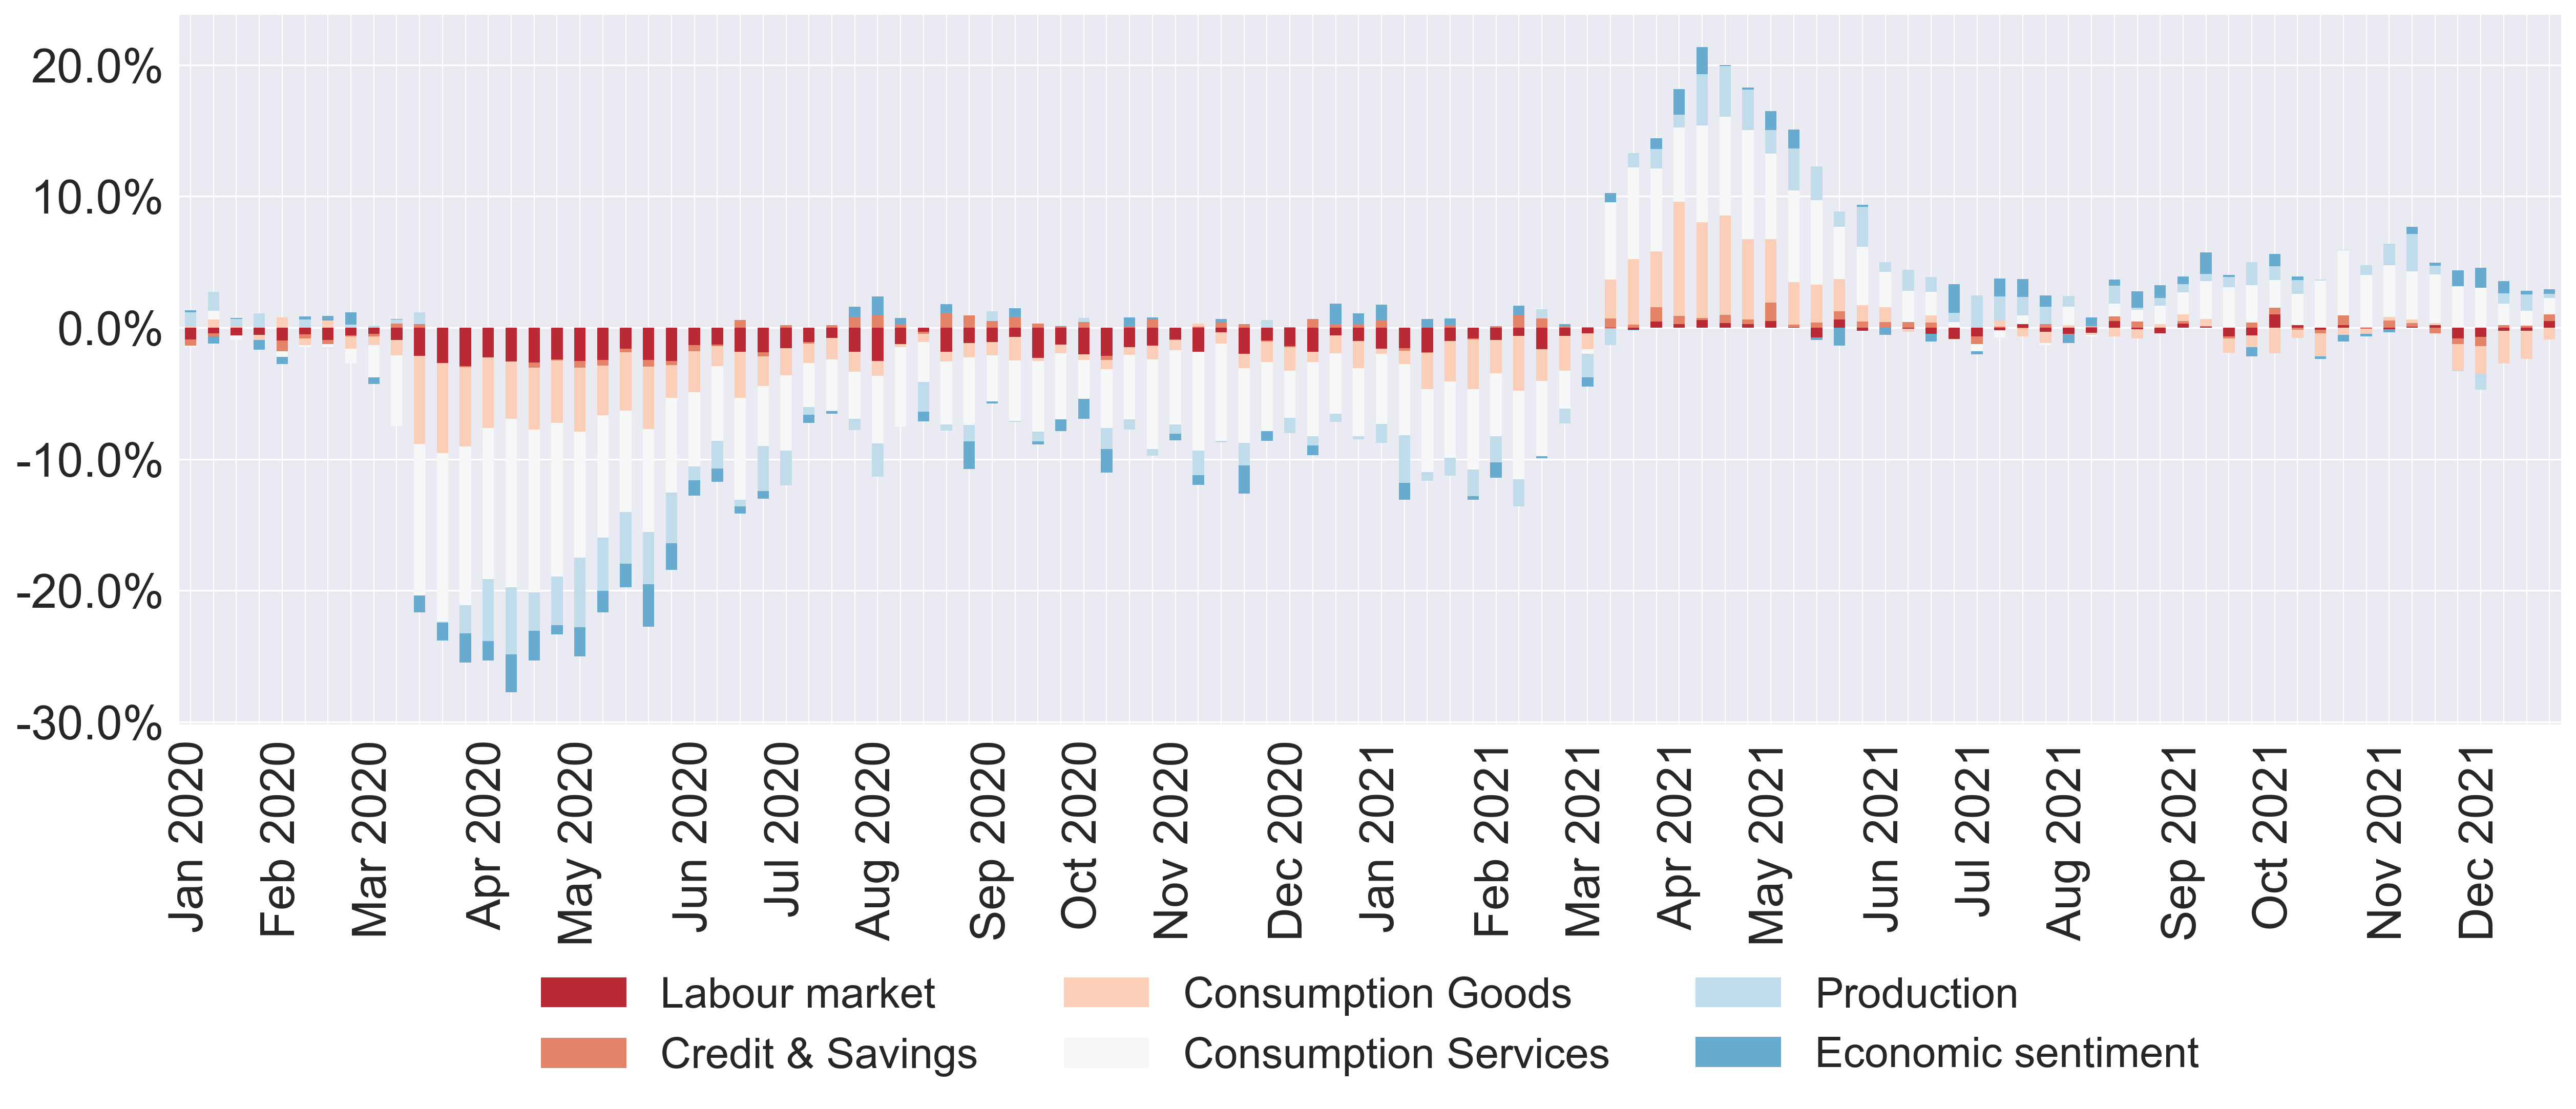 20.0%
10.0%
0.0%
-10.0%
-20.0%
-30.0%
Jan 2020
Feb 2020
Mar 2020
Apr 2020
May 2020
Jun 2020
Jul 2020
Aug 2020
Sep 2020
Oct 2020
Nov 2020
Dec 2020
Jan 2021
Feb 2021
Mar 2021
Apr 2021
May 2021
Jun 2021
Jul 2021
Aug 2021
Sep 2021
Oct 2021
Nov 2021
Dec 2021
Labour market
Consumption Goods
Production
Credit & Savings
Consumption Services
Economic sentiment